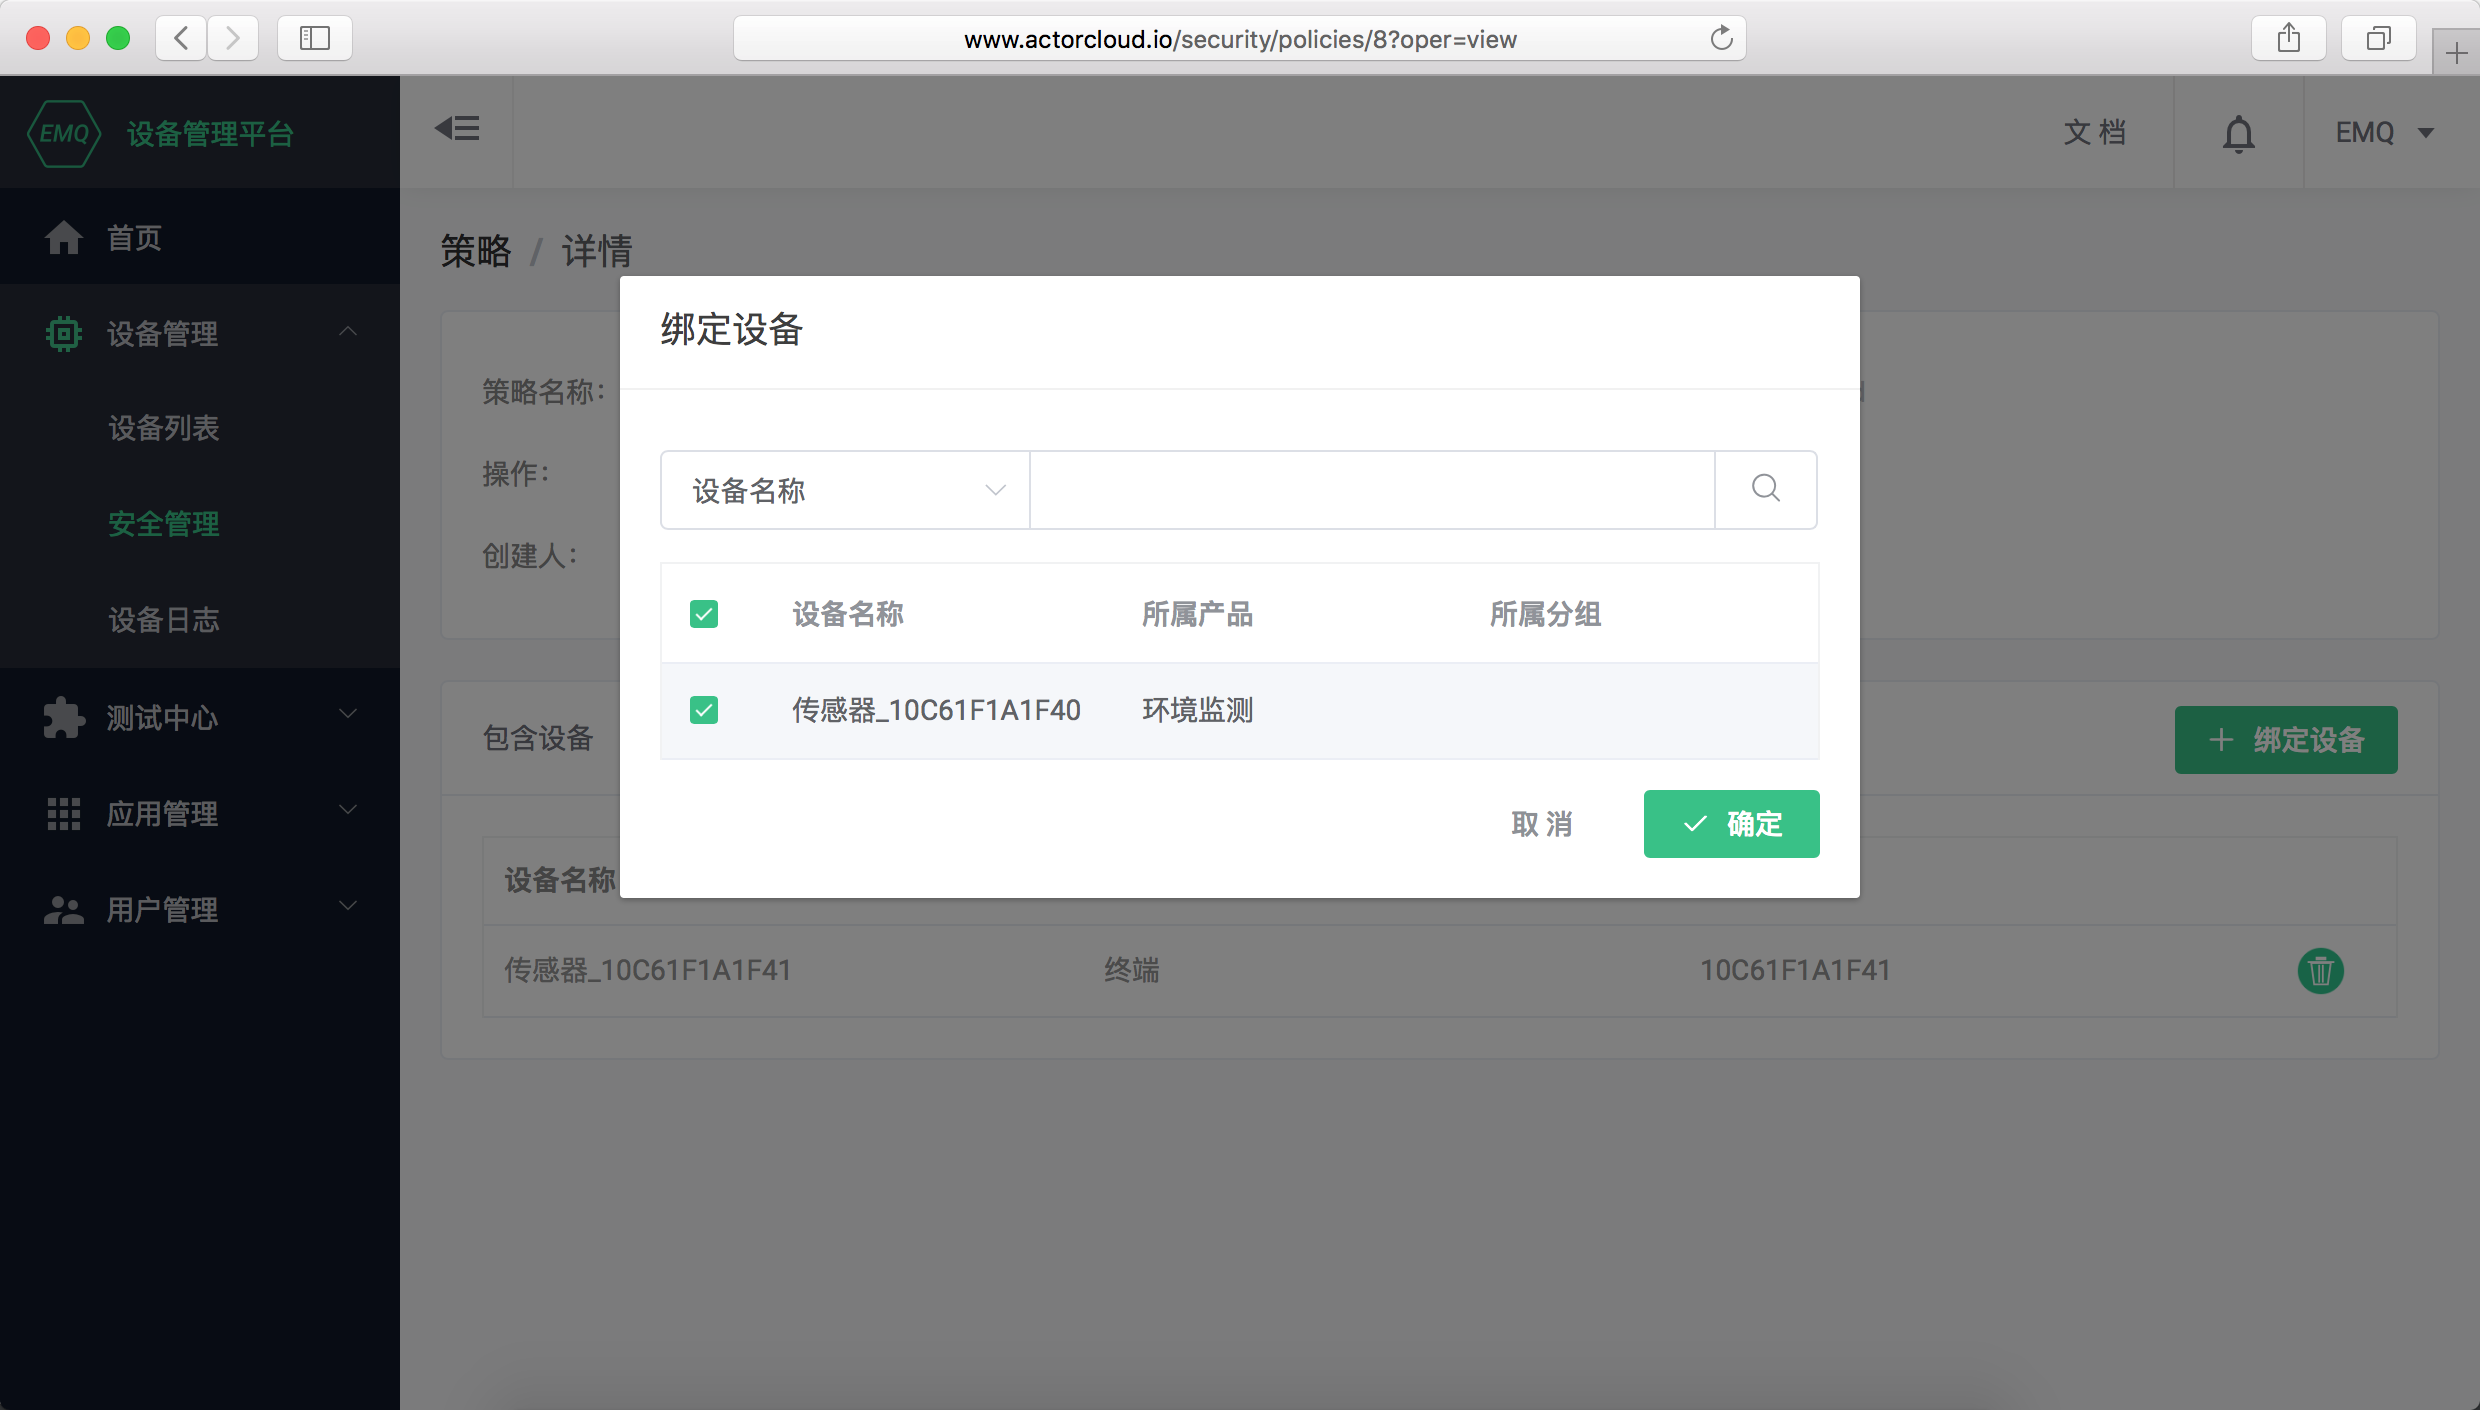 www.actorcloud.io/security/policies/8?oper=view
EMQ 设备管理平台
文 档
EMQ
首页
设备管理
设备列表
安全管理
设备日志
测试中心
应用管理
用户管理
策略 / 详情
策略名称：
操作：
创建人：
绑定设备
设备名称
设备名称 所属产品 所属分组
传感器_10C61F1A1F40 环境监测
取 消
确定
包含设备
绑定设备
设备名称
传感器_10C61F1A1F41 终端 10C61F1A1F41